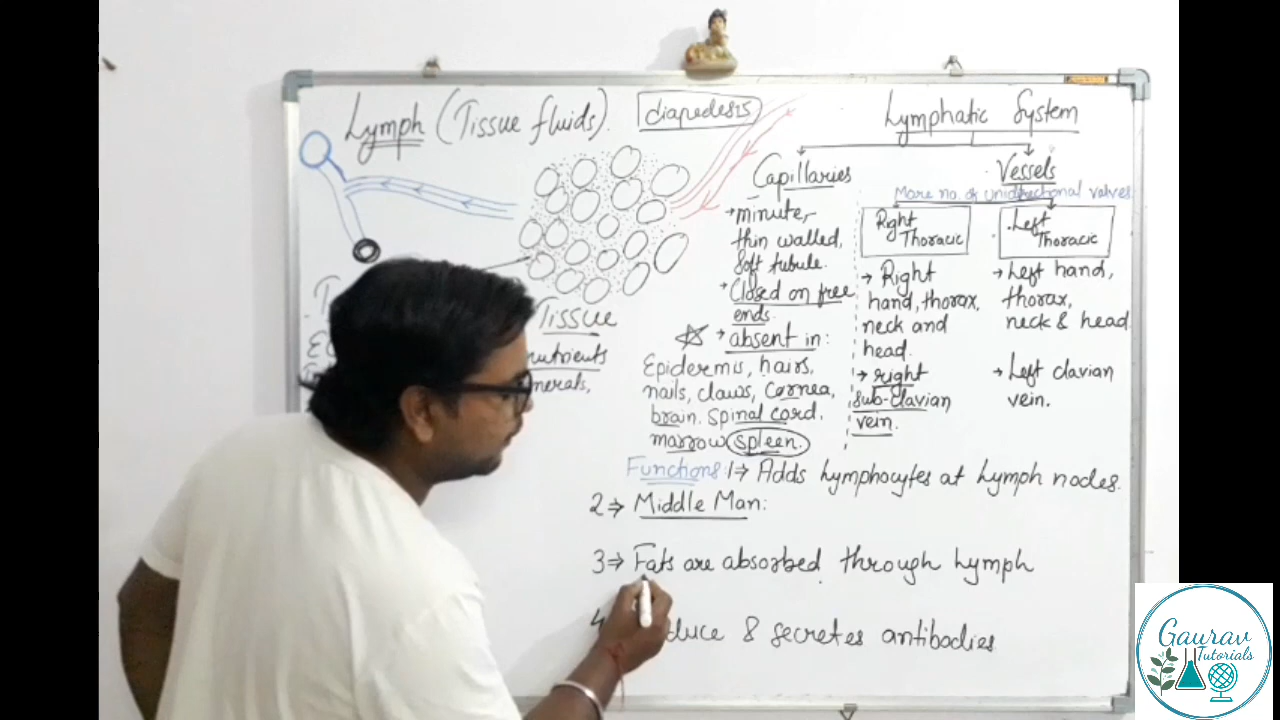 Lymph (Tissue fluids).
diapedesis
Tissue
nutrients
Lymphatic System
Capillaries
→ minute,
thin walled,
soft tubule.
→ Closed on free
ends.
→ absent in:
Epidermis, hairs,
nails, claws, Cornea,
brain. spinal cord.
marrow spleen.
Vessels
More no. of unidirectional valves
Right
Thoracic
→ Right
hand, thorax,
neck and
head.
→ right
sub-clavian
vein.
Left
Thoracic
→ Left hand,
thorax,
neck & head.
→ Left clavian
vein.
Functions: 1⇒ Adds lymphocytes at lymph nodes.
2⇒ Middle Man:
3⇒ Fats are absorbed through lymph
4 duce & secretes antibodies
Gaurav
Tutorials